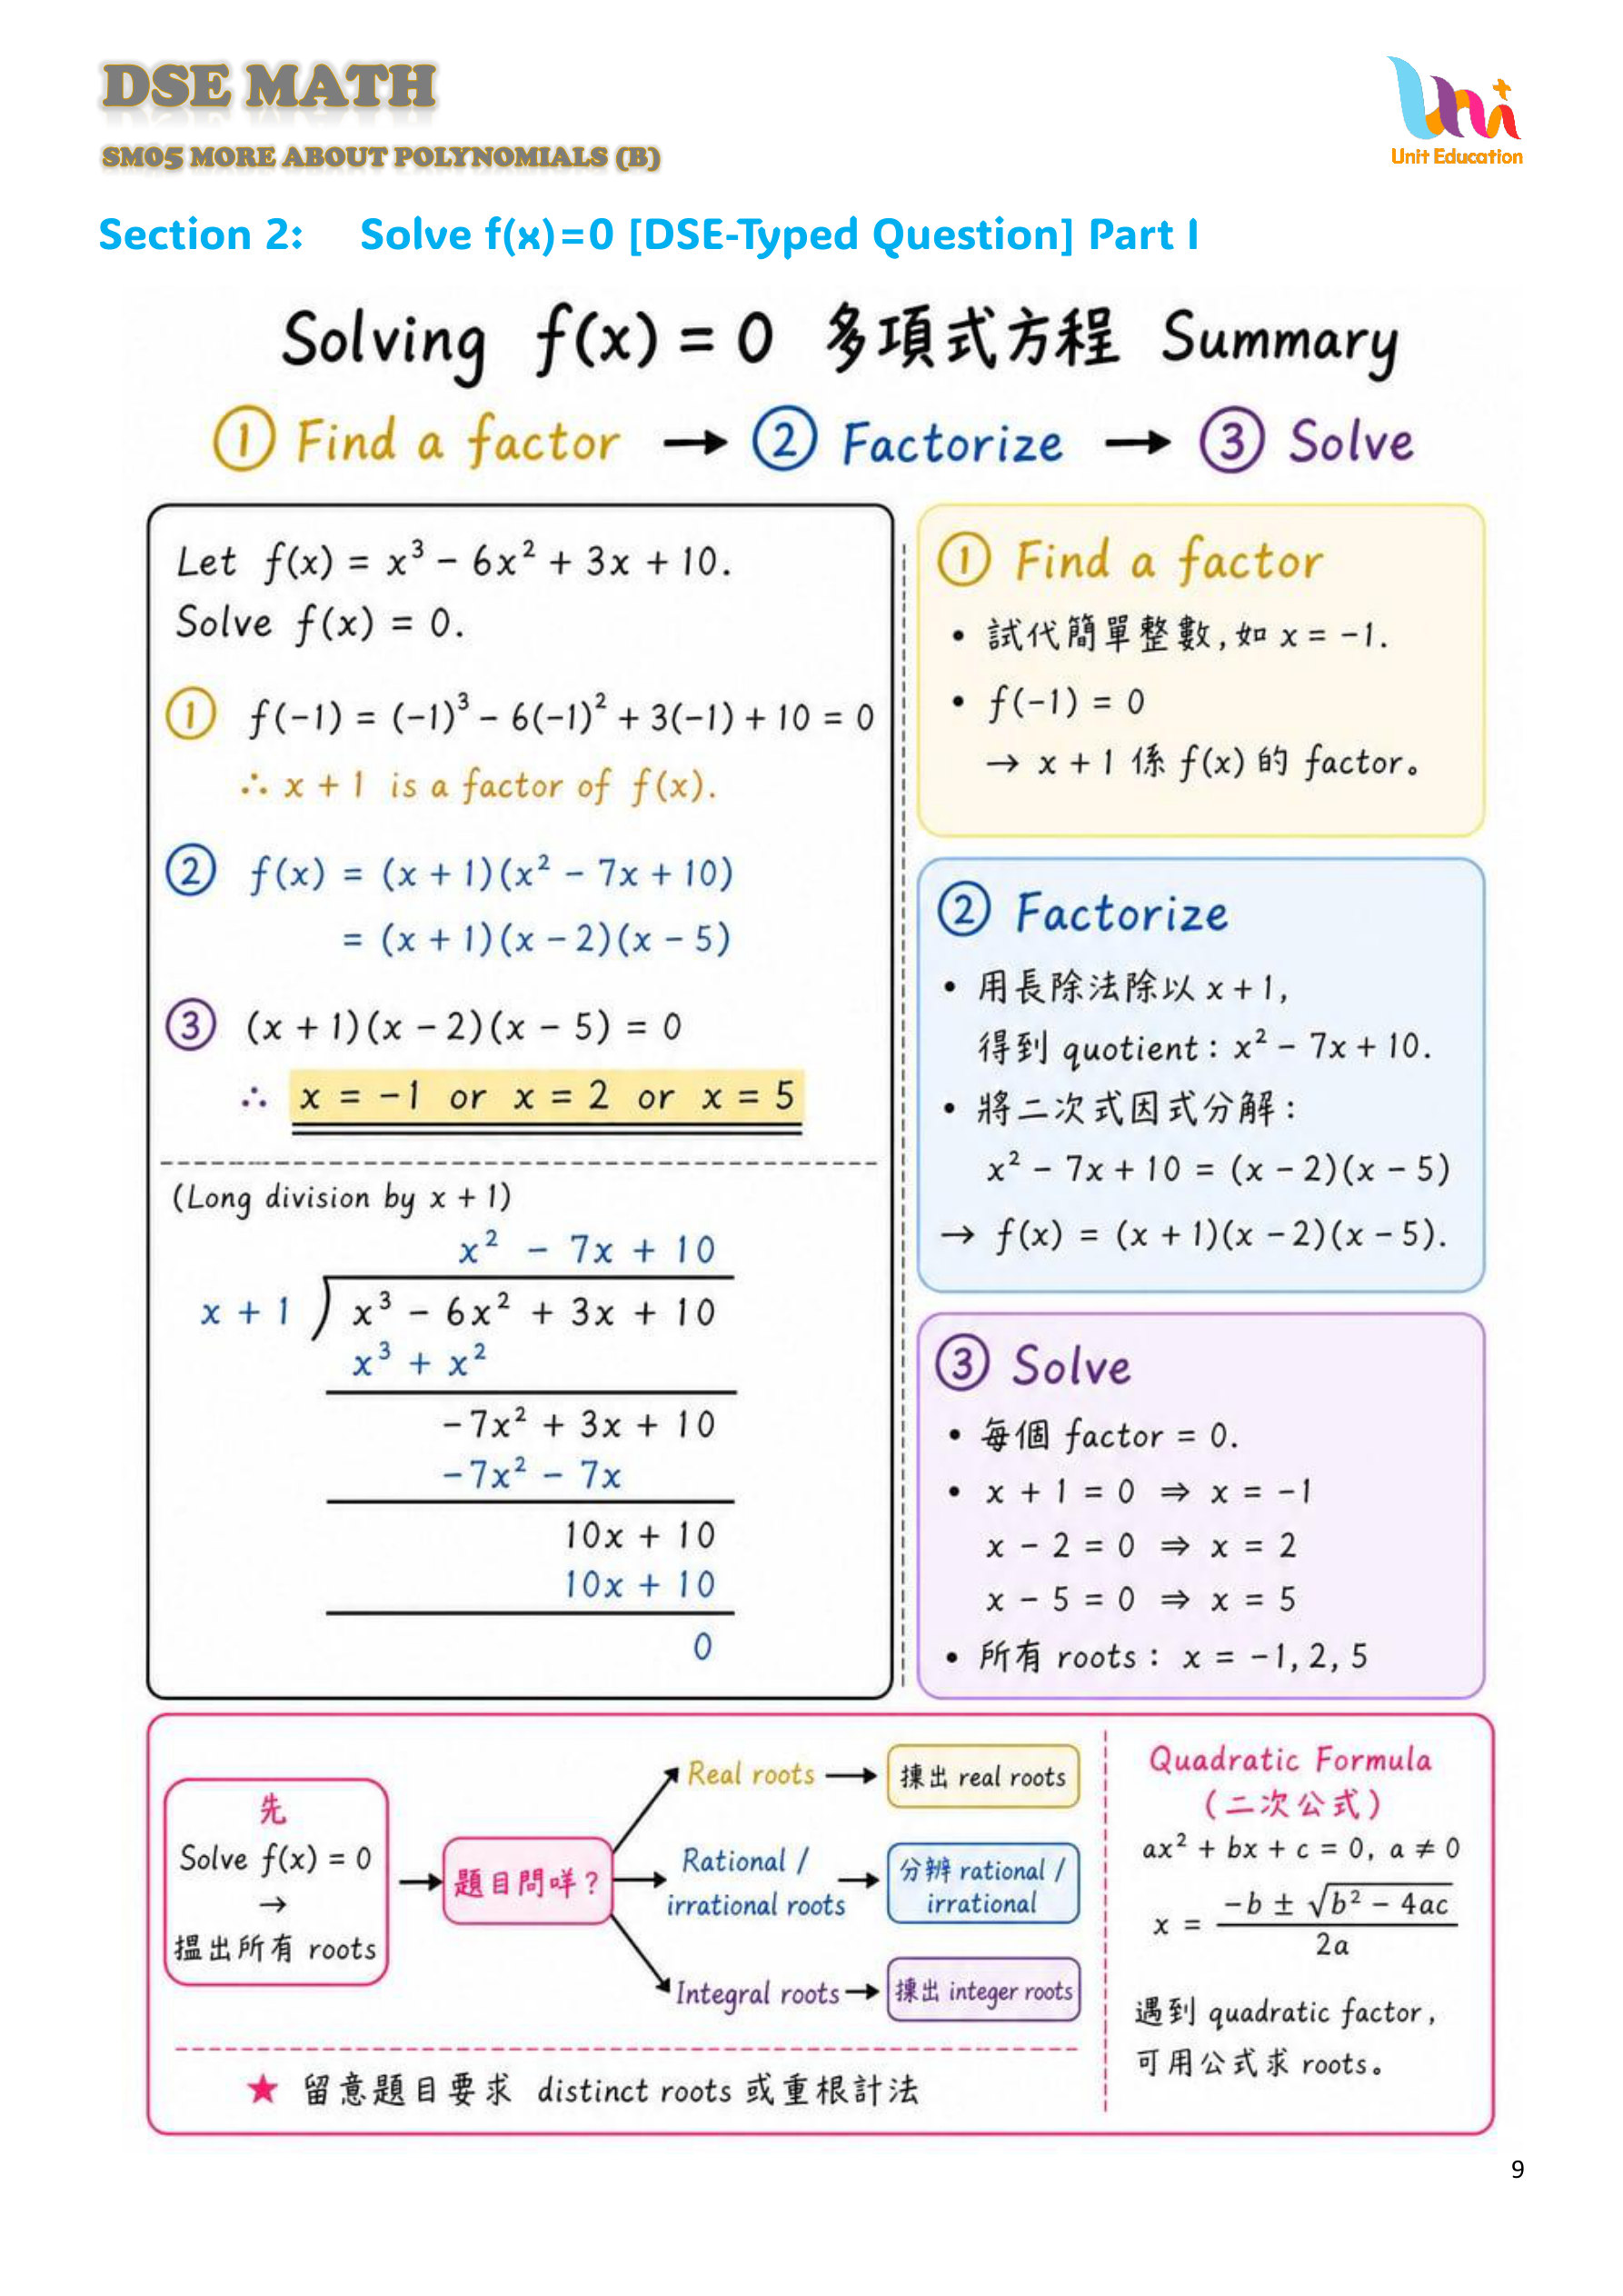 DSE MATH
SM05 MORE ABOUT POLYNOMIALS (B)
Uni+
Unit Education
Section 2: Solve f(x)=0 [DSE-Typed Question] Part I
Solving f(x) = 0 多項式方程 Summary
① Find a factor → ② Factorize → ③ Solve
Let f(x) = x³ − 6x² + 3x + 10.
Solve f(x) = 0.
① f(−1) = (−1)³ − 6(−1)² + 3(−1) + 10 = 0
∴ x + 1 is a factor of f(x).
② f(x) = (x + 1)(x² − 7x + 10)
= (x + 1)(x − 2)(x − 5)
③ (x + 1)(x − 2)(x − 5) = 0
∴ x = −1 or x = 2 or x = 5
(Long division by x + 1)
x² − 7x + 10
x + 1 ) x³ − 6x² + 3x + 10
x³ + x²
−7x² + 3x + 10
−7x² − 7x
10x + 10
10x + 10
0
① Find a factor
• 試代簡單整數, 如 x = −1.
• f(−1) = 0
→ x + 1 係 f(x) 的 factor。
② Factorize
• 用長除法除以 x + 1,
得到 quotient : x² − 7x + 10.
• 將二次式因式分解 :
x² − 7x + 10 = (x − 2)(x − 5)
→ f(x) = (x + 1)(x − 2)(x − 5).
③ Solve
• 每個 factor = 0.
• x + 1 = 0 ⇒ x = −1
x − 2 = 0 ⇒ x = 2
x − 5 = 0 ⇒ x = 5
• 所有 roots : x = −1, 2, 5
先
Solve f(x) = 0
→
搵出所有 roots
→ 題目問咩?
Real roots → 揀出 real roots
Rational / irrational roots → 分辨 rational / irrational
Integral roots → 揀出 integer roots
★ 留意題目要求 distinct roots 或重根計法
Quadratic Formula
(二次公式)
ax² + bx + c = 0, a ≠ 0
x = (−b ± √(b² − 4ac)) / 2a
遇到 quadratic factor,
可用公式求 roots。
9